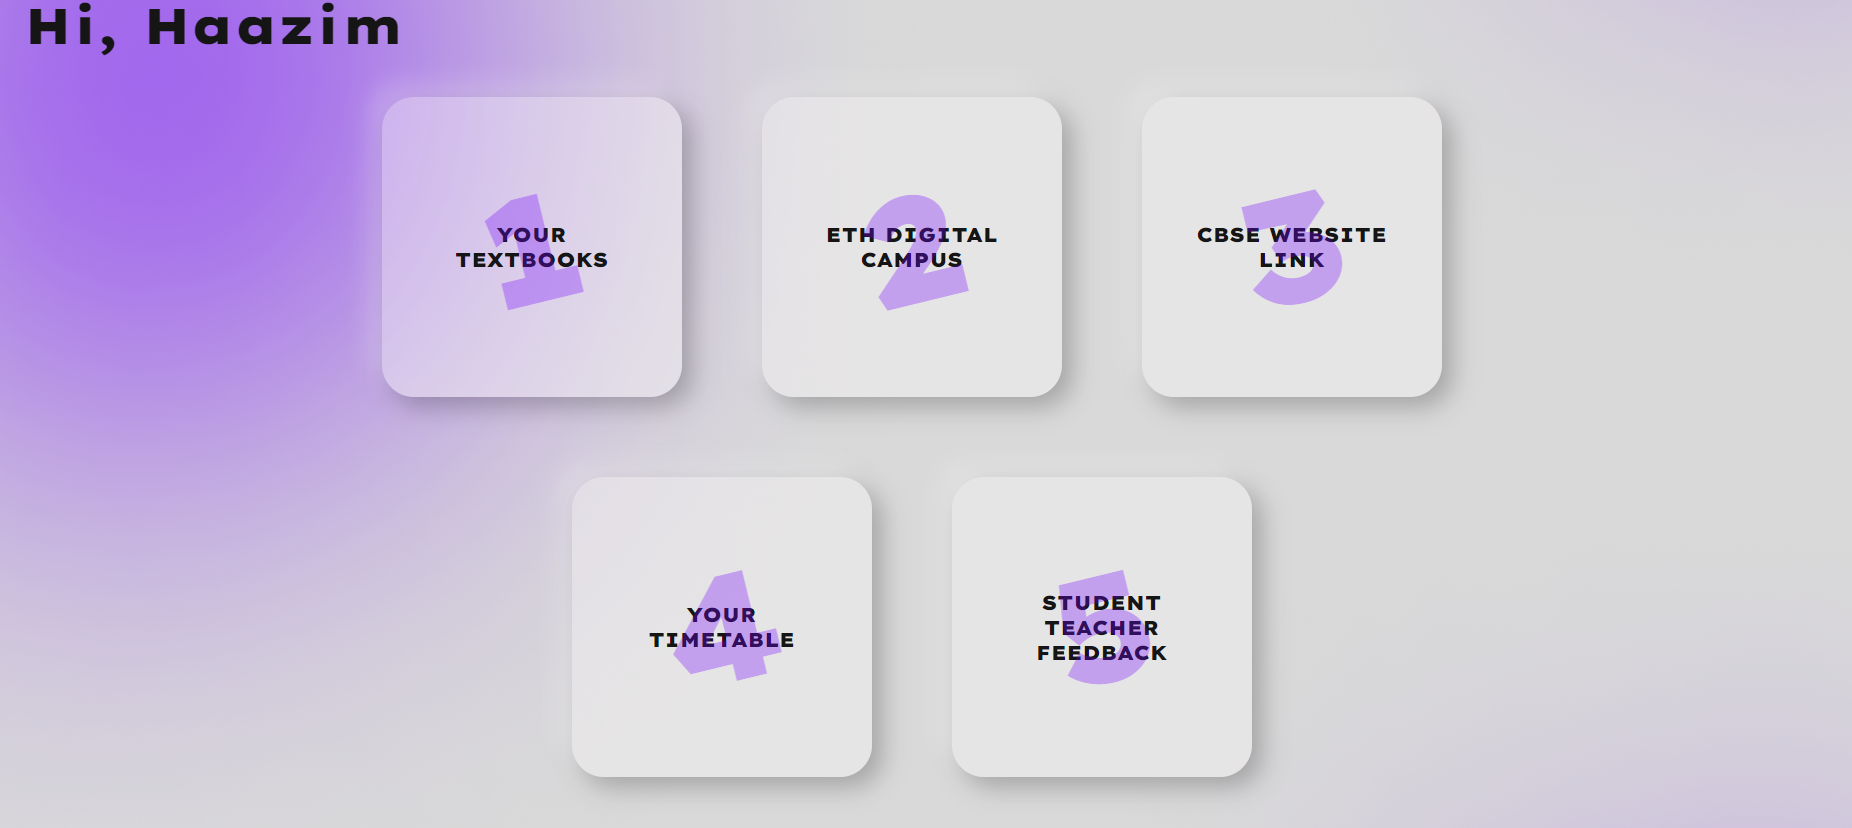 Hi, Haazim
1
YOUR
TEXTBOOKS
2
ETH DIGITAL
CAMPUS
3
CBSE WEBSITE
LINK
4
YOUR
TIMETABLE
5
STUDENT
TEACHER
FEEDBACK